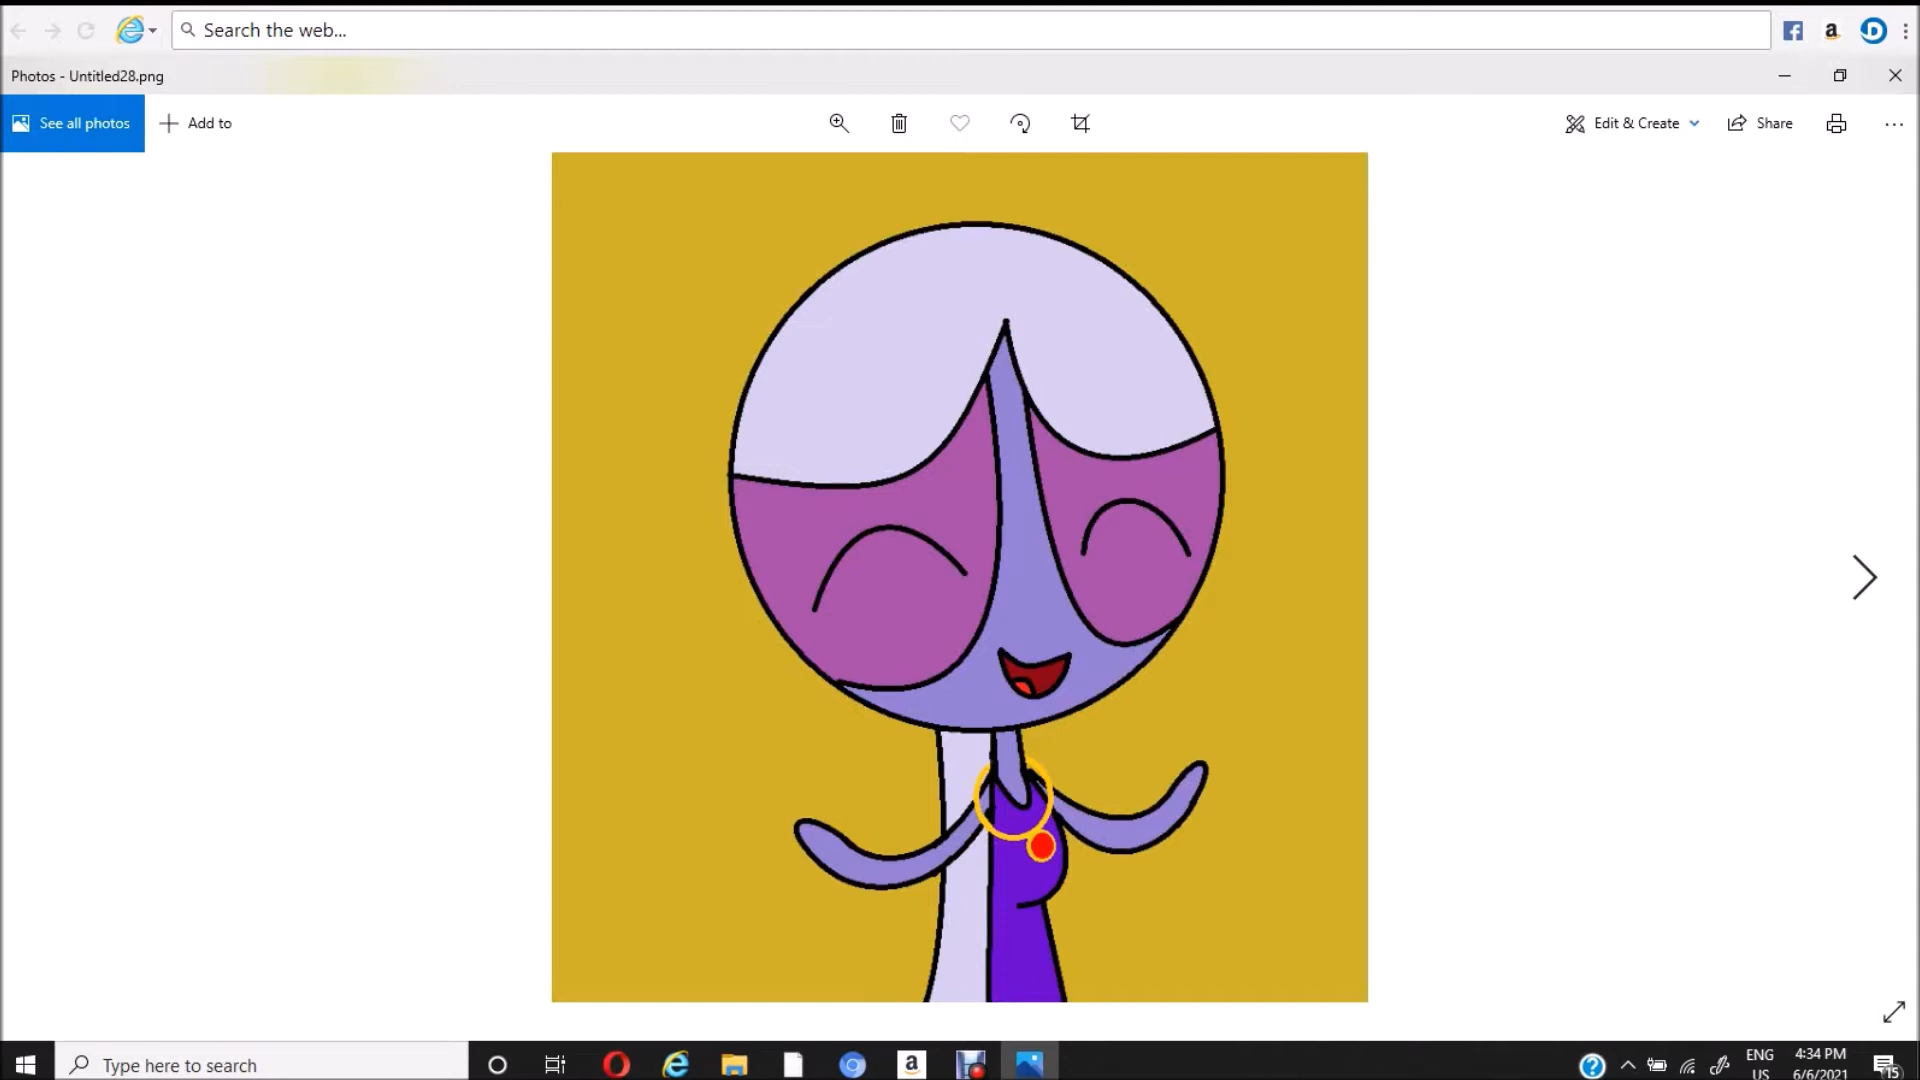 Search the web...
Photos - Untitled28.png
See all photos
Add to
Edit & Create
Share
Type here to search
ENG
US
4:34 PM
6/6/2021
15